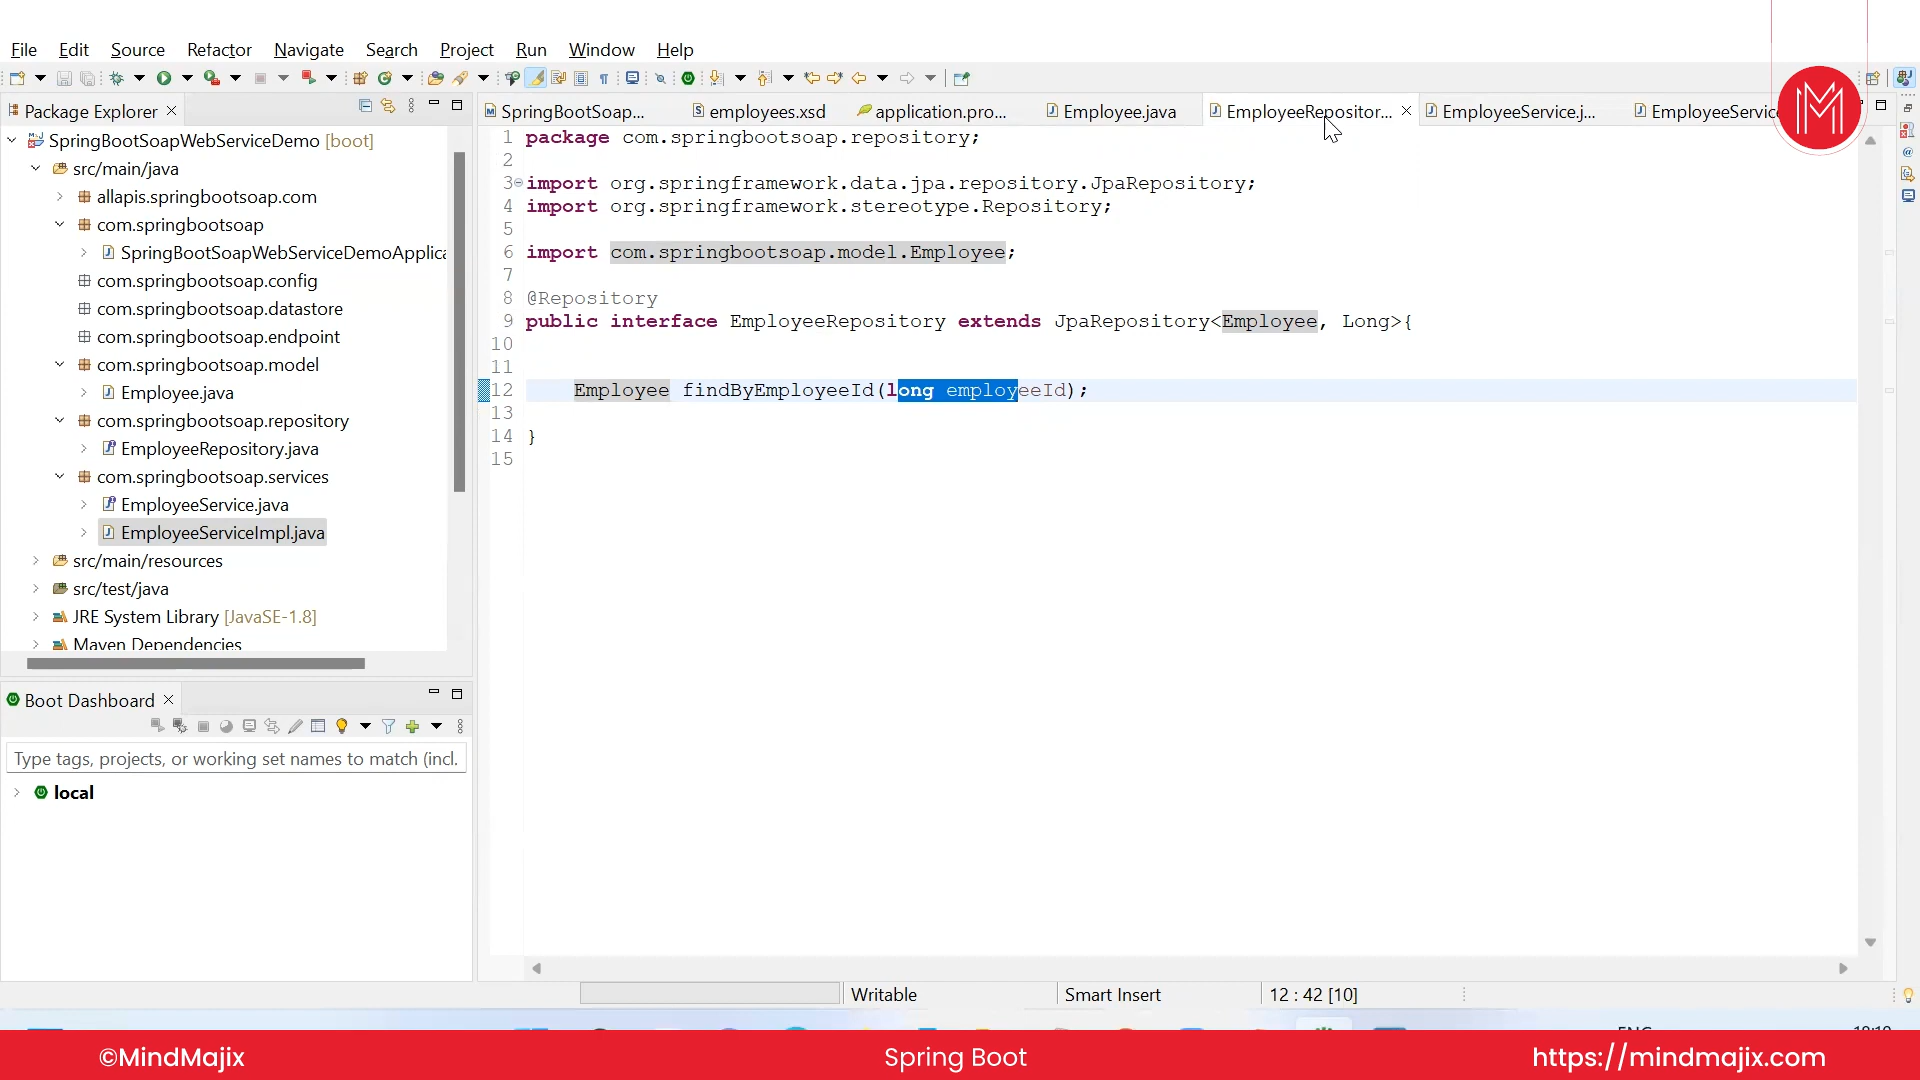 File Edit Source Refactor Navigate Search Project Run Window Help
Package Explorer
SpringBootSoapWebServiceDemo [boot]
src/main/java
allapis.springbootsoap.com
com.springbootsoap
SpringBootSoapWebServiceDemoApplica
com.springbootsoap.config
com.springbootsoap.datastore
com.springbootsoap.endpoint
com.springbootsoap.model
Employee.java
com.springbootsoap.repository
EmployeeRepository.java
com.springbootsoap.services
EmployeeService.java
EmployeeServiceImpl.java
src/main/resources
src/test/java
JRE System Library [JavaSE-1.8]
Maven Dependencies
Boot Dashboard
Type tags, projects, or working set names to match (incl.
local
SpringBootSoap... employees.xsd application.pro... Employee.java EmployeeRepositor... EmployeeService.j... EmployeeServic
1 package com.springbootsoap.repository;
2
3 import org.springframework.data.jpa.repository.JpaRepository;
4 import org.springframework.stereotype.Repository;
5
6 import com.springbootsoap.model.Employee;
7
8 @Repository
9 public interface EmployeeRepository extends JpaRepository<Employee, Long>{
10
11
12 Employee findByEmployeeId(long employeeId);
13
14 }
15
Writable Smart Insert 12 : 42 [10]
©MindMajix Spring Boot https://mindmajix.com